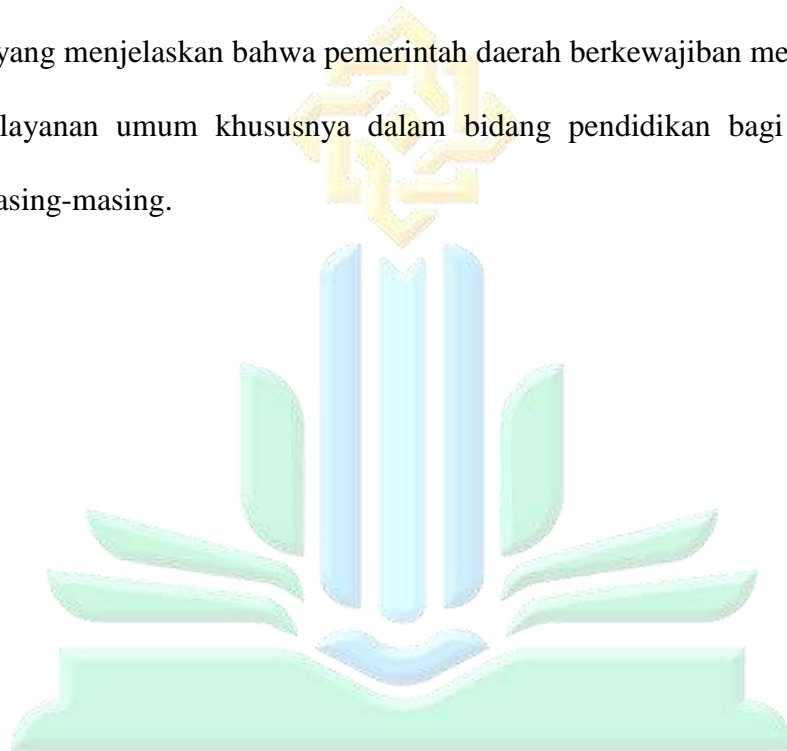 yang menjelaskan bahwa pemerintah daerah berkewajiban me
layanan umum khususnya dalam bidang pendidikan bagi
asing-masing.